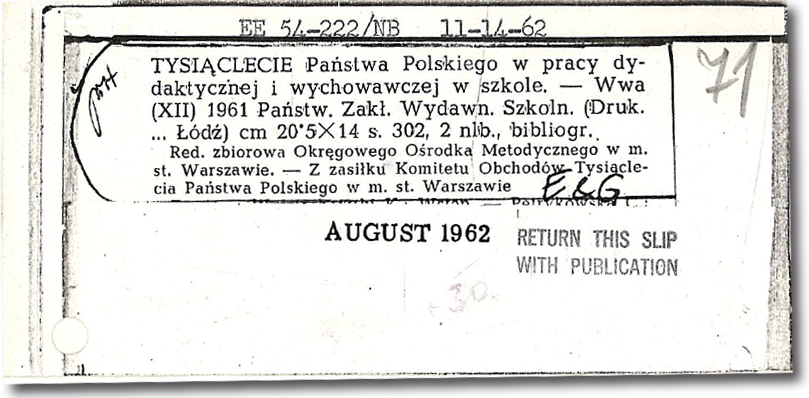 EE 54-222/NB 11-14-62
71
TYSIĄCLECIE Państwa Polskiego w pracy dy-
daktycznej i wychowawczej w szkole. — Wwa
(XII) 1961 Państw. Zakł. Wydawn. Szkoln. (Druk.
... Łódź) cm 20·5×14 s. 302, 2 nlb., bibliogr.
Red. zbiorowa Okręgowego Ośrodka Metodycznego w m.
st. Warszawie. — Z zasiłku Komitetu Obchodów Tysiącle-
cia Państwa Polskiego w m. st. Warszawie
E&G
AUGUST 1962
RETURN THIS SLIP
WITH PUBLICATION